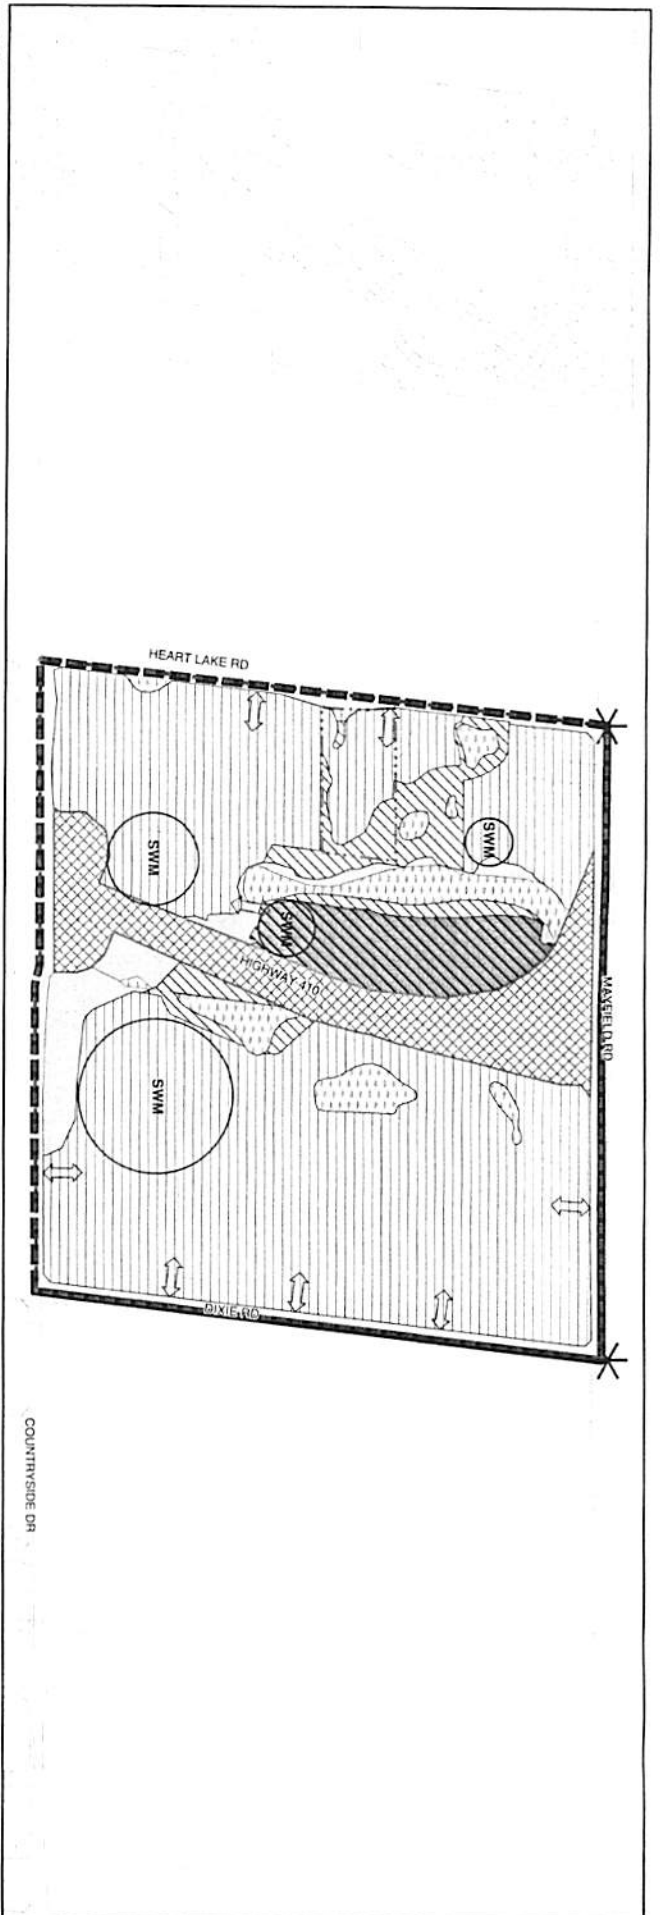 HEART LAKE RD
SWM
SWM
SWM
HIGHWAY 410
MAYFIELD RD
SWM
DIXIE RD
COUNTRYSIDE DR